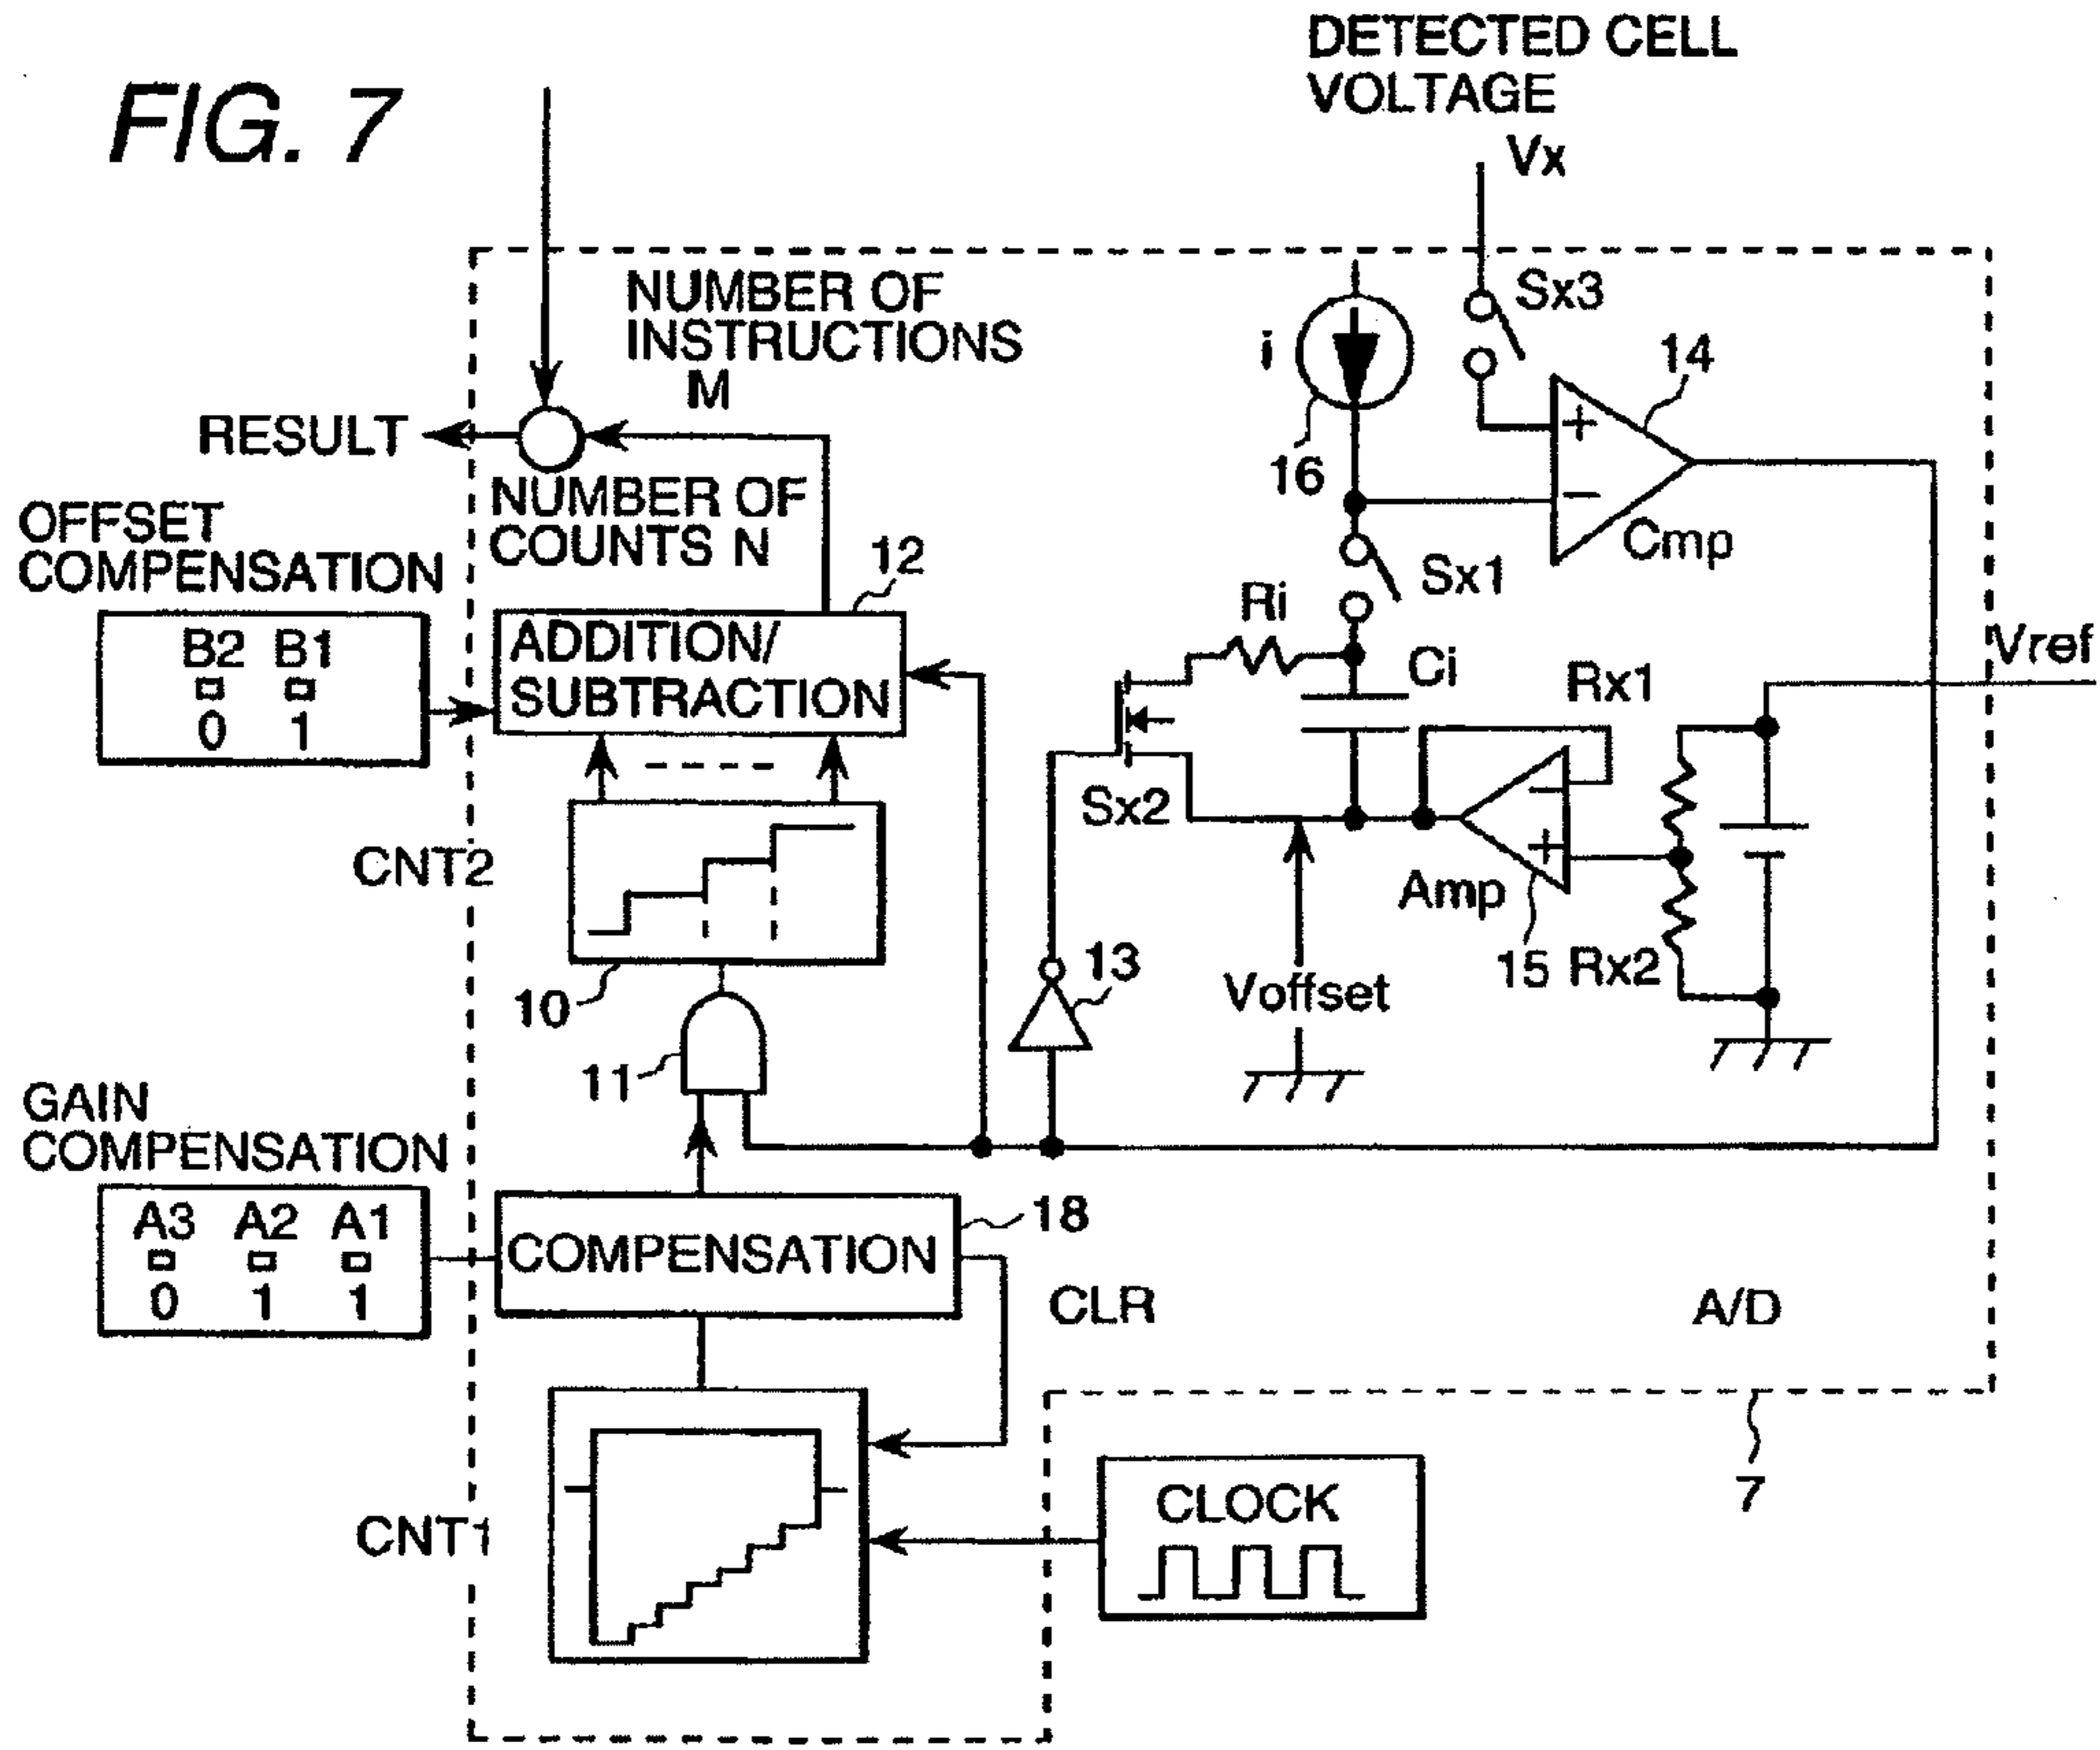 FIG. 7
DETECTED CELL
VOLTAGE
Vx
NUMBER OF
INSTRUCTIONS
M
Sx3
i
14
16
+
−
Cmp
RESULT
NUMBER OF
COUNTS N
OFFSET
COMPENSATION
12
Sx1
Ri
B2 B1
0 1
ADDITION/
SUBTRACTION
Ci
Rx1
Vref
Sx2
−
+
Amp
CNT2
15
Rx2
10
13
Voffset
11
GAIN
COMPENSATION
A3 A2 A1
0 1 1
COMPENSATION
18
CLR
A/D
7
CNT1
CLOCK